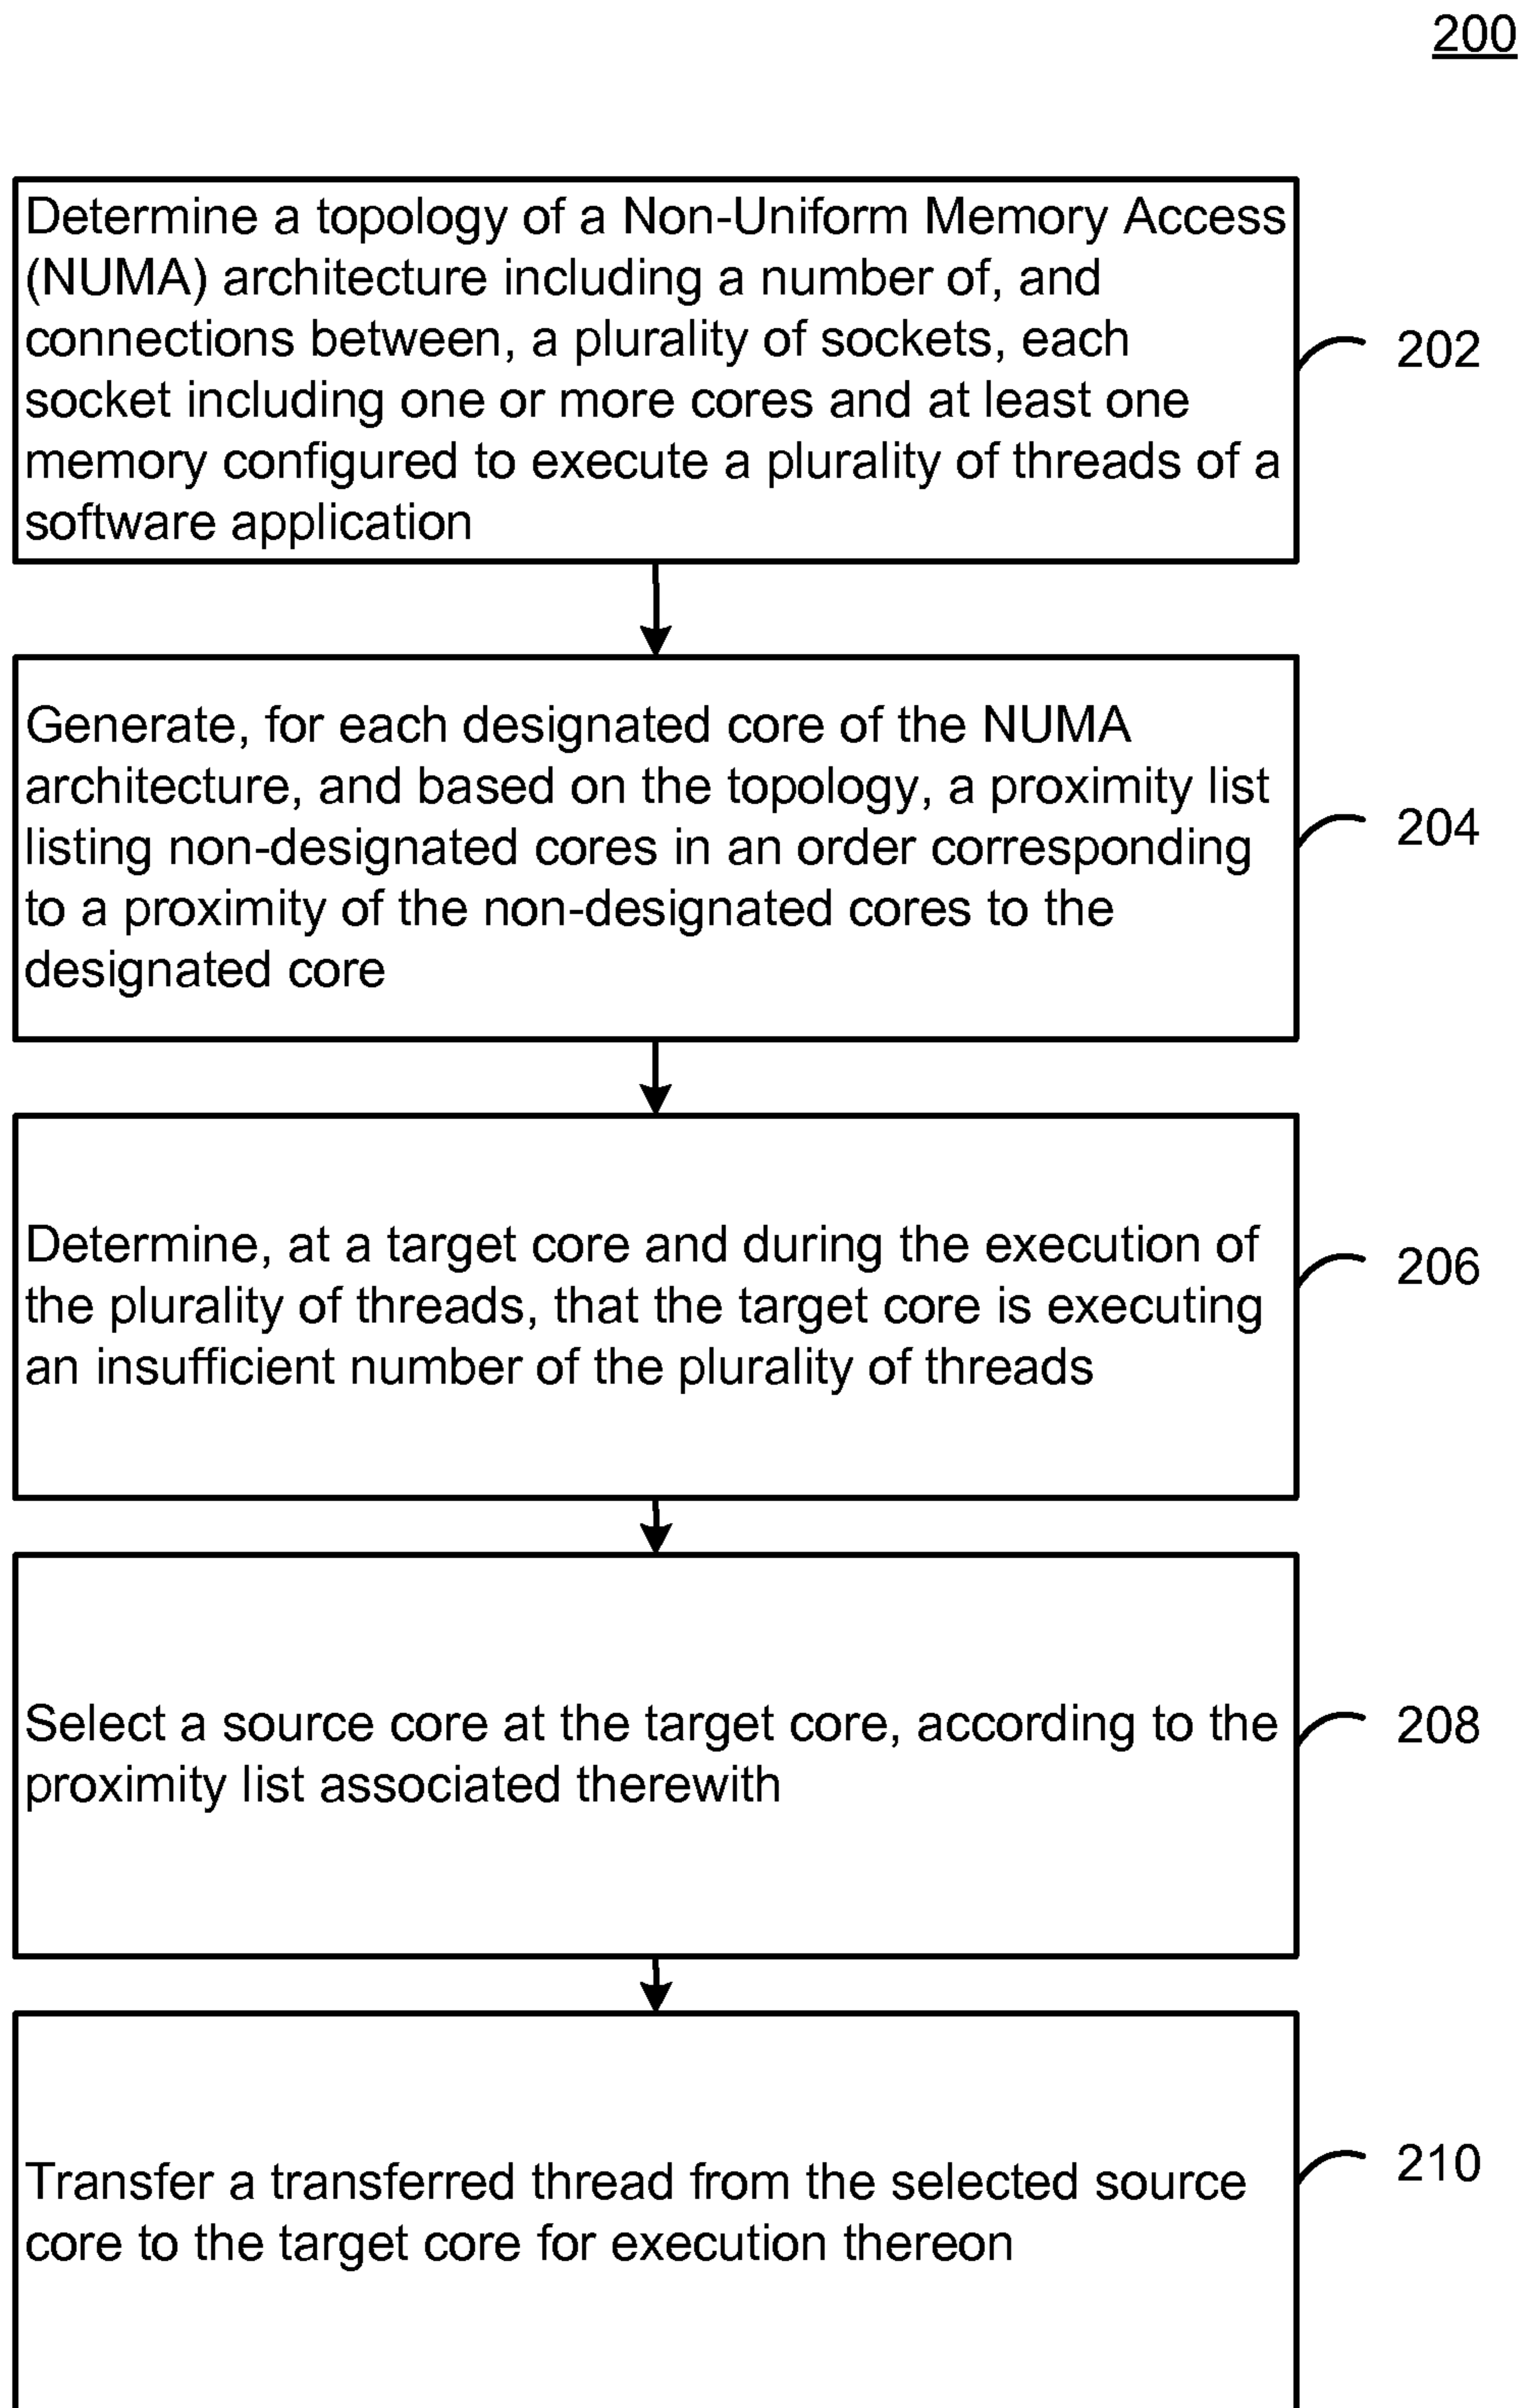 200
Determine a topology of a Non-Uniform Memory Access
(NUMA) architecture including a number of, and
connections between, a plurality of sockets, each
socket including one or more cores and at least one
memory configured to execute a plurality of threads of a
software application
202
Generate, for each designated core of the NUMA
architecture, and based on the topology, a proximity list
listing non-designated cores in an order corresponding
to a proximity of the non-designated cores to the
designated core
204
Determine, at a target core and during the execution of
the plurality of threads, that the target core is executing
an insufficient number of the plurality of threads
206
Select a source core at the target core, according to the
proximity list associated therewith
208
Transfer a transferred thread from the selected source
core to the target core for execution thereon
210